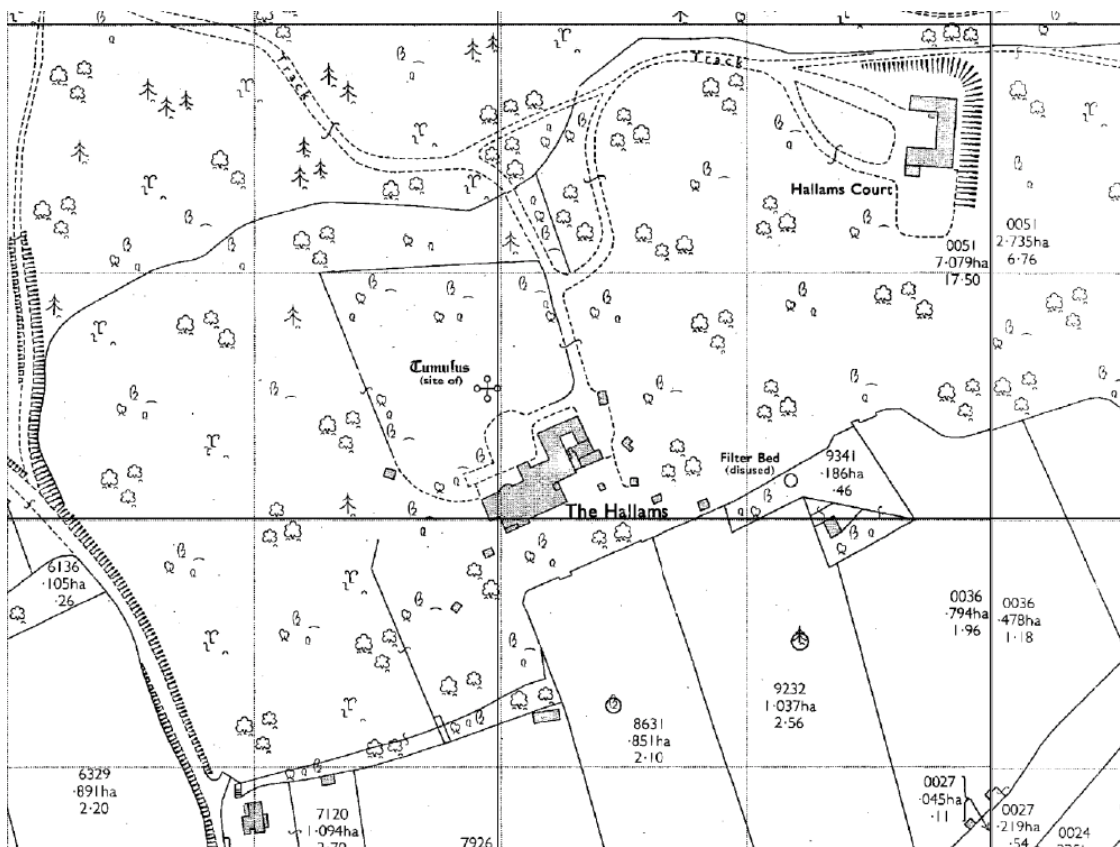 Track
Track
Hallams Court
0051
7·079ha
17·50
0051
2·735ha
6·76
Tumulus
(site of)
Filter Bed
(disused)
9341
·186ha
·46
The Hallams
6136
·105ha
·26
0036
·794ha
1·96
0036
·478ha
1·18
9232
1·037ha
2·56
8631
·851ha
2·10
6329
·891ha
2·20
7120
1·094ha
7926
0027
·045ha
·11
0027
·219ha
·54
0024